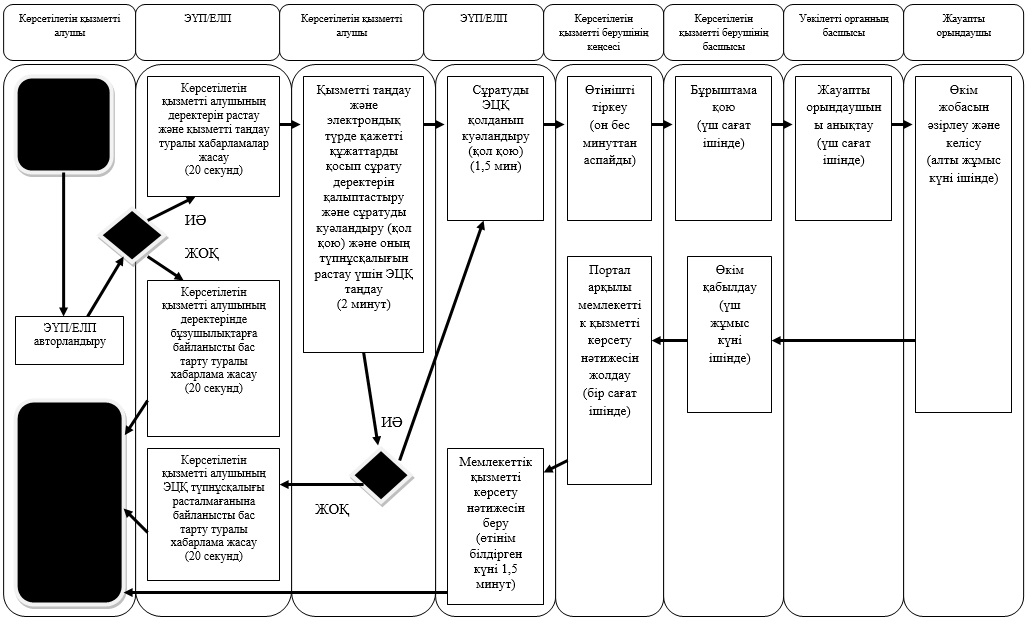 Көрсетілетін қызметті
алушы
ЭҮП/ЕЛП
Көрсетілетін қызметті
алушы
ЭҮП/ЕЛП
Көрсетілетін
қызметті берушінің
кеңсесі
Көрсетілетін
қызметті берушінің
басшысы
Уәкілетті органның
басшысы
Жауапты
орындаушы
ЭҮП/ЕЛП
авторландыру
Көрсетілетін
қызметті алушының
деректерін растау
және қызметті таңдау
туралы хабарламалар
жасау
(20 секунд)
ИӘ
ЖОҚ
Көрсетілетін
қызметті алушының
деректерінде
бұзушылықтарға
байланысты бас
тарту туралы
хабарлама жасау
(20 секунд)
Көрсетілетін
қызметті алушының
ЭЦҚ түпнұсқалығы
расталмағанына
байланысты бас
тарту туралы
хабарлама жасау
(20 секунд)
Қызметті таңдау
және
электрондық
түрде қажетті
құжаттарды
қосып сұрату
деректерін
қалыптастыру
және сұратуды
куәландыру (қол
қою) және оның
түпнұсқалығын
растау үшін ЭЦҚ
таңдау
(2 минут)
ИӘ
ЖОҚ
Сұратуды
ЭЦҚ
қолданып
куәландыру
(қол қою)
(1,5 мин)
Мемлекеттік
қызметті
көрсету
нәтижесін
беру
(өтінім
білдірген
күні 1,5
минут)
Өтінішті
тіркеу
(он бес
минуттан
аспайды)
Портал
арқылы
мемлекетті
к қызметті
көрсету
нәтижесін
жолдау
(бір сағат
ішінде)
Бұрыштама
қою
(үш сағат
ішінде)
Өкім
қабылдау
(үш
жұмыс
күні
ішінде)
Жауапты
орындаушын
ы анықтау
(үш сағат
ішінде)
Өкім
жобасын
әзірлеу және
келісу
(алты жұмыс
күні ішінде)